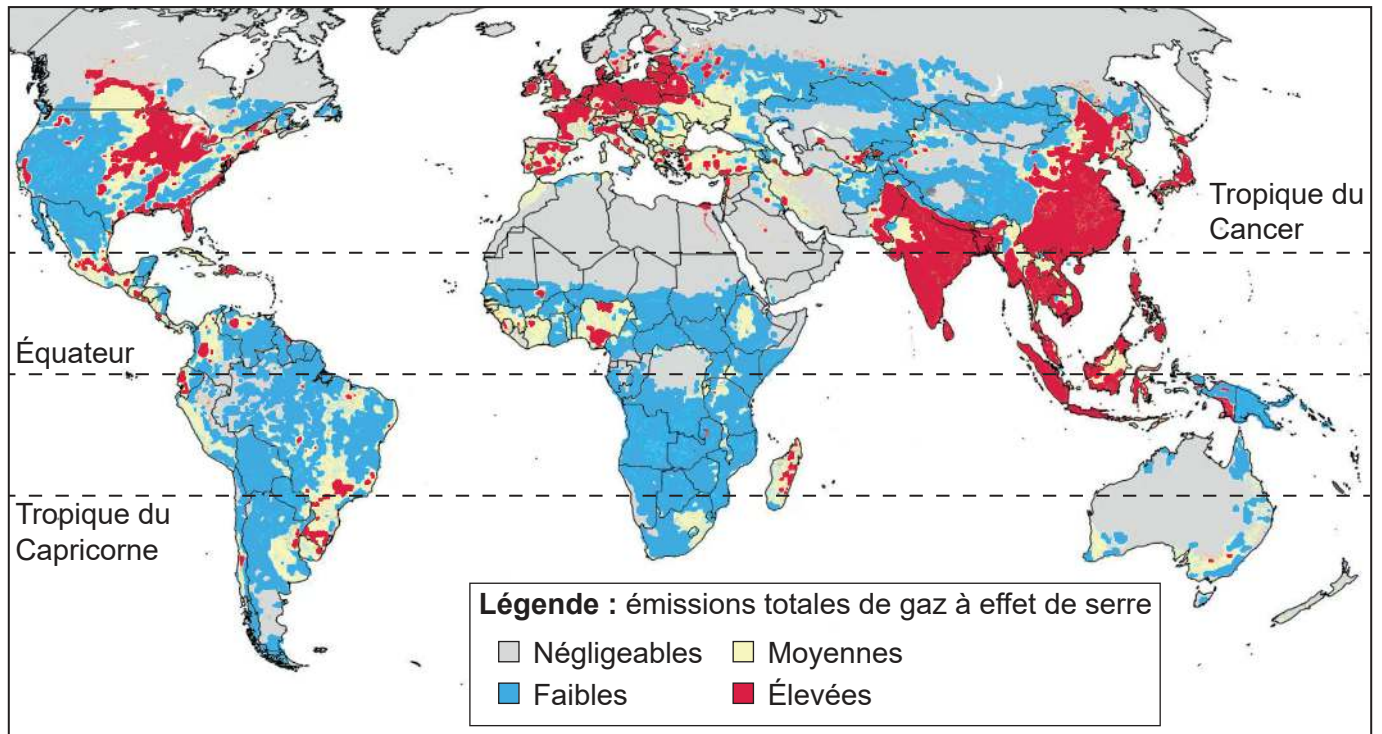 Tropique du
Cancer
Équateur
Tropique du
Capricorne
Légende : émissions totales de gaz à effet de serre
Négligeables
Moyennes
Faibles
Élevées